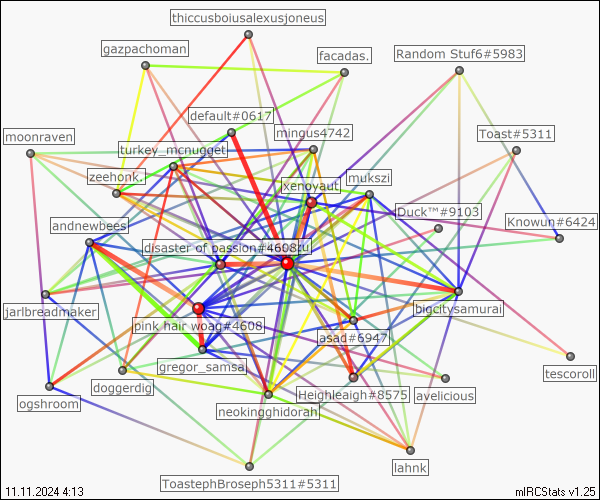 thiccusboiusalexusjoneus
gazpachoman
facadas.
Random Stuf6#5983
default#0617
mingus4742
Toast#5311
moonraven
turkey_mcnugget
zeehonk.
xenoyaut
mukszi
Duck™#9103
Knowun#6424
andnewbees
disaster of passion#4608
zu
jarlbreadmaker
bigcitysamurai
pink hair woag#4608
asad#6947
gregor_samsa
tescoroll
doggerdig
Heighleigh#8575
avelicious
ogshroom
neokingghidorah
lahnk
ToastephBroseph5311#5311
11.11.2024 4:13
mIRCStats v1.25